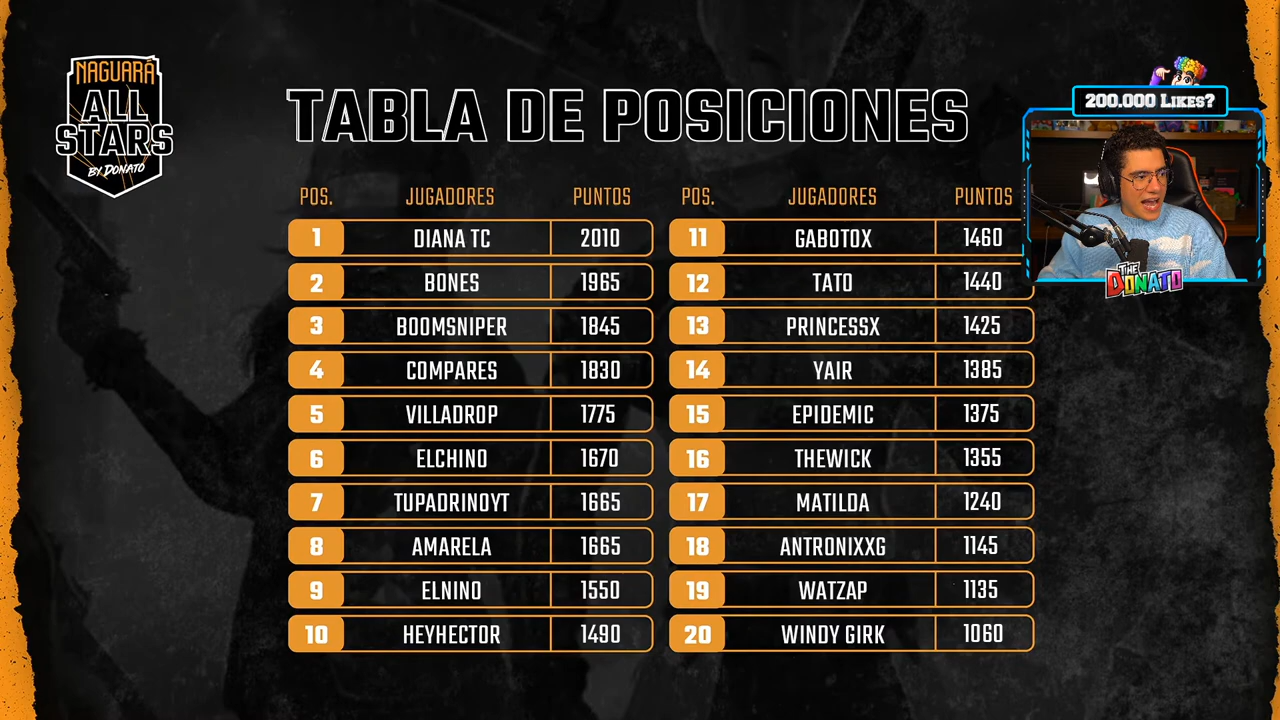 NAGUARÁ
ALL
STARS
BY DONATO
TABLA DE POSICIONES
200.000 LIKES?
THE
DONATO
POS. JUGADORES PUNTOS
1 DIANA TC 2010
2 BONES 1965
3 BOOMSNIPER 1845
4 COMPARES 1830
5 VILLADROP 1775
6 ELCHINO 1670
7 TUPADRINOYT 1665
8 AMARELA 1665
9 ELNINO 1550
10 HEYHECTOR 1490
POS. JUGADORES PUNTOS
11 GABOTOX 1460
12 TATO 1440
13 PRINCESSX 1425
14 YAIR 1385
15 EPIDEMIC 1375
16 THEWICK 1355
17 MATILDA 1240
18 ANTRONIXXG 1145
19 WATZAP 1135
20 WINDY GIRK 1060